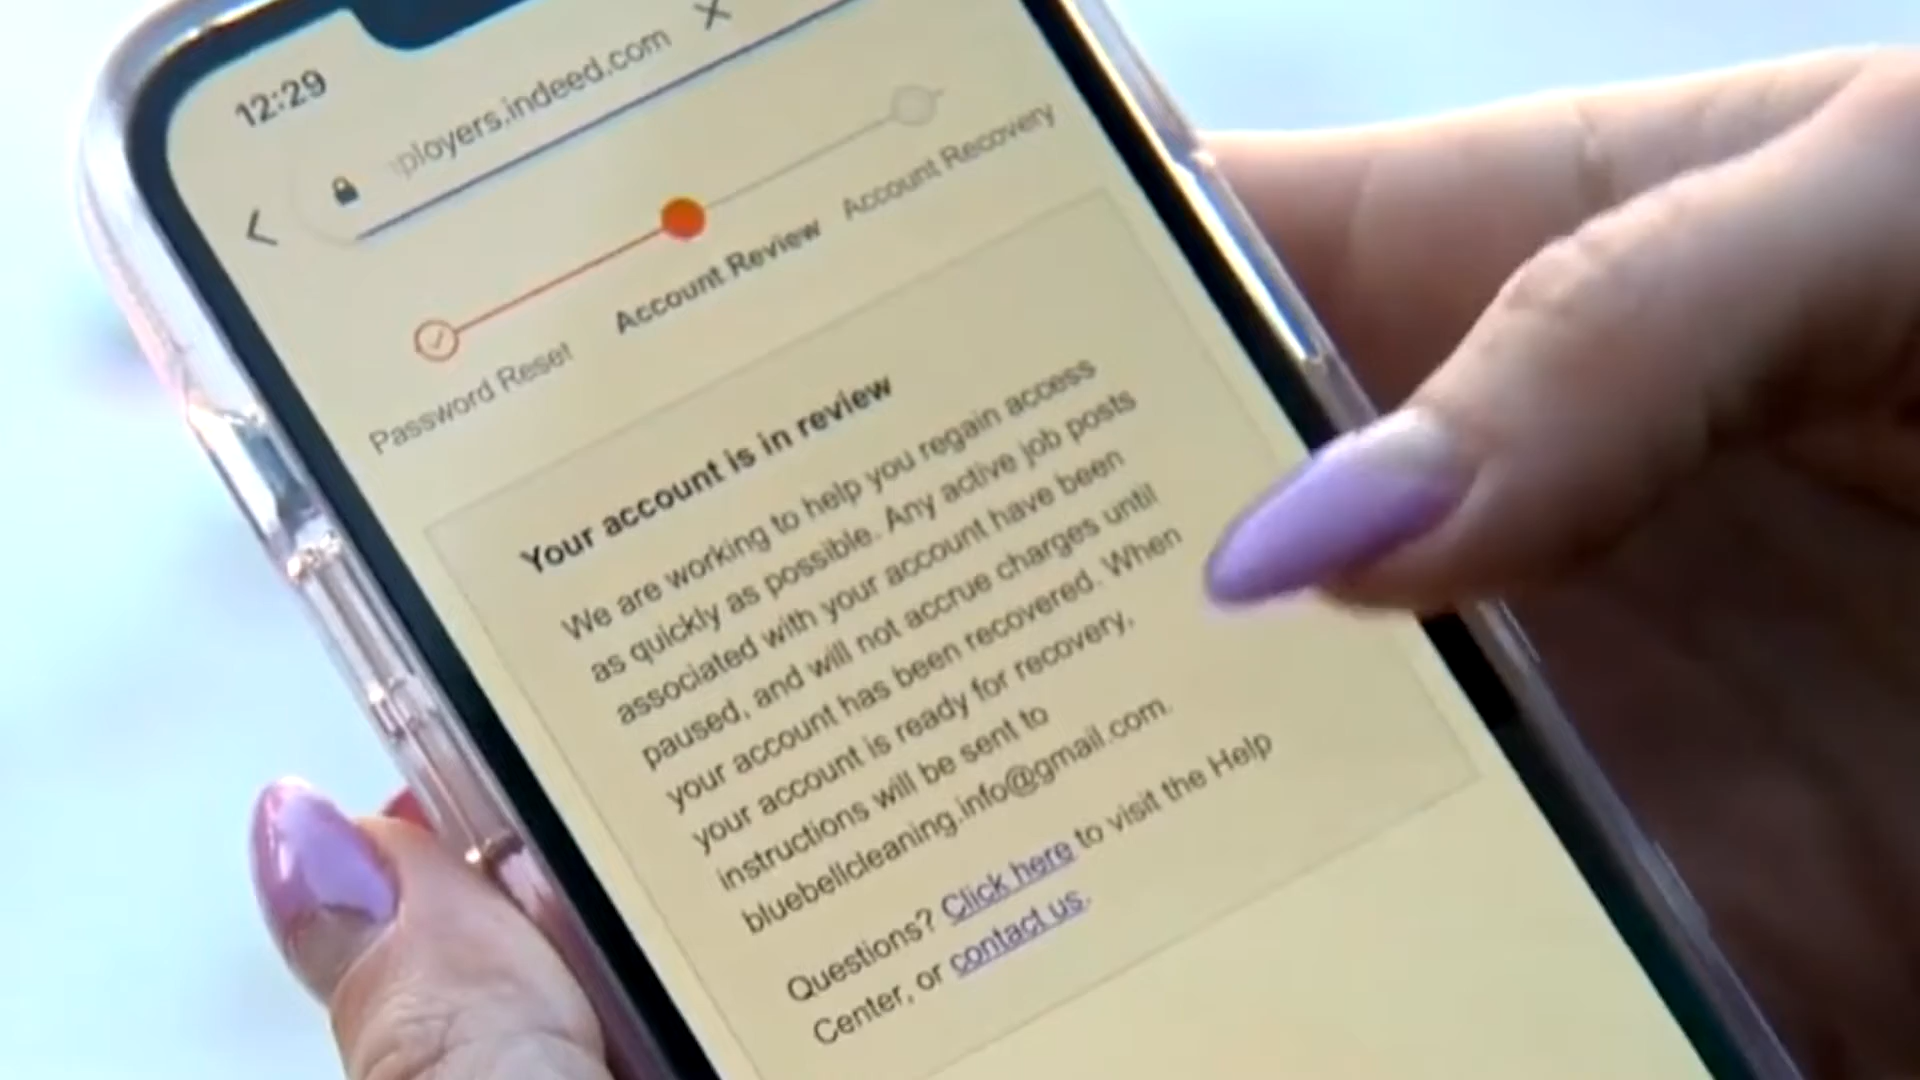 12:29
ployers.indeed.com
Password Reset
Account Review
Account Recovery
Your account is in review
We are working to help you regain access
as quickly as possible. Any active job posts
associated with your account have been
paused, and will not accrue charges until
your account has been recovered. When
your account is ready for recovery,
instructions will be sent to
bluebellcleaning.info@gmail.com.
Questions? Click here to visit the Help
Center, or contact us.